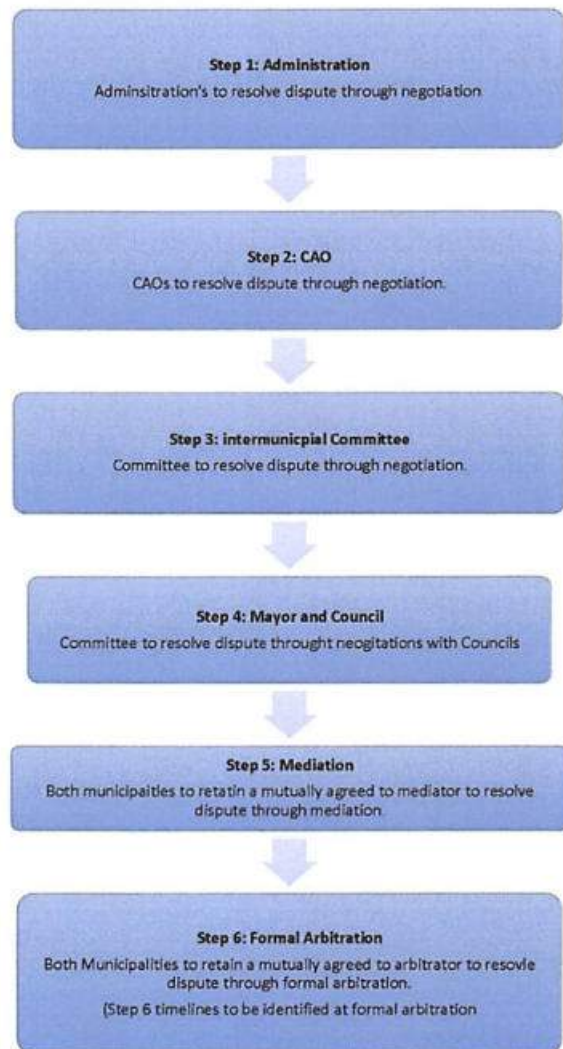 Step 1: Administration
Adminsitration's to resolve dispute through negotiation
Step 2: CAO
CAOs to resolve dispute through negotiation.
Step 3: intermunicpial Committee
Committee to resolve dispute through negotiation.
Step 4: Mayor and Council
Committee to resolve dispute throught neogitations with Councils
Step 5: Mediation
Both municipaities to retatin a mutually agreed to mediator to resolve
dispute through mediation.
Step 6: Formal Arbitration
Both Municipalities to retain a mutually agreed to arbitrator to resovle
dispute through formal arbitration.
(Step 6 timelines to be identified at formal arbitration